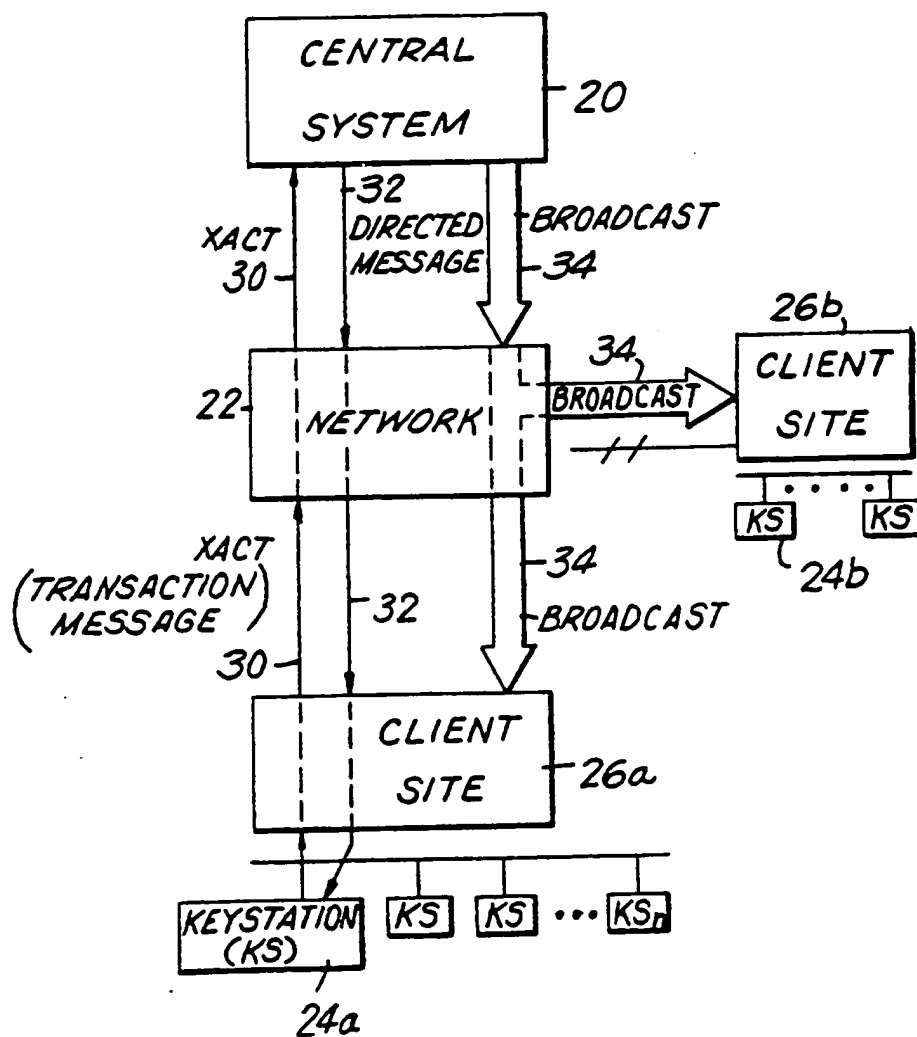 CENTRAL
SYSTEM
20
32
XACT
30
DIRECTED
MESSAGE
BROADCAST
34
26b
22
NETWORK
34
BROADCAST
CLIENT
SITE
KS
KS
24b
XACT
(TRANSACTION
MESSAGE)
30
32
34
BROADCAST
CLIENT
SITE
26a
KEYSTATION
(KS)
KS
KS
KSn
24a